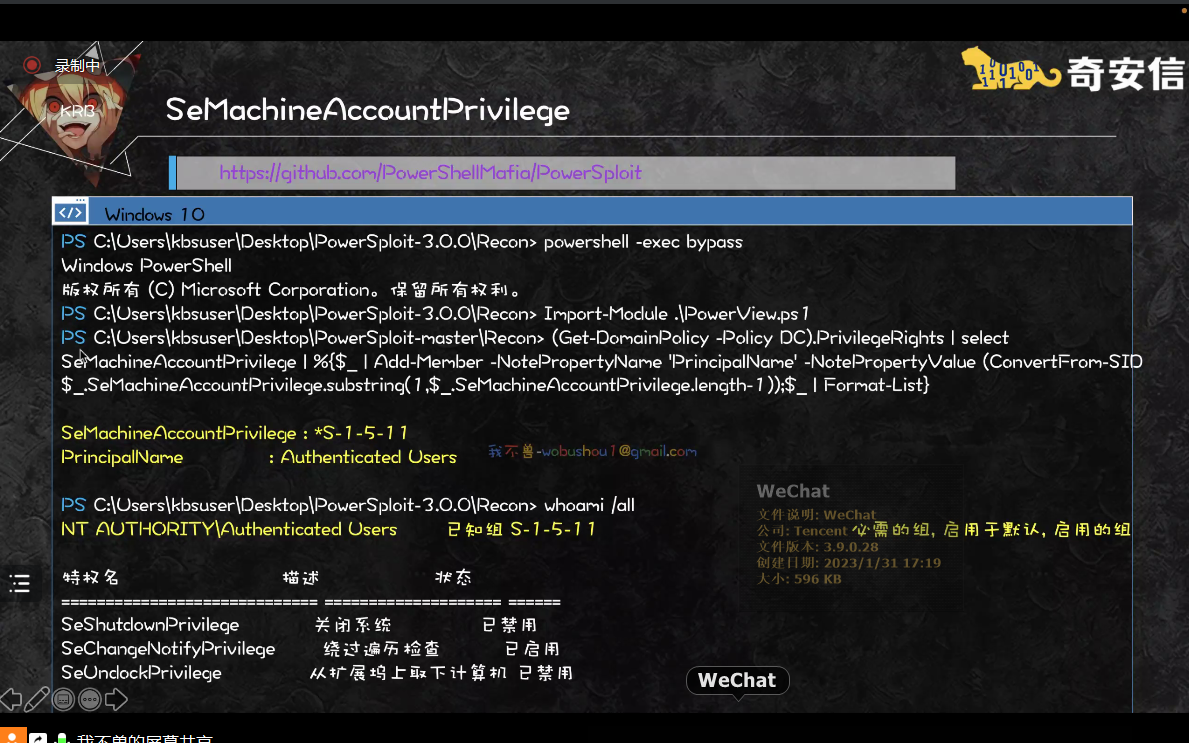 录制中
奇安信
KRB
SeMachineAccountPrivilege
https://github.com/PowerShellMafia/PowerSploit
</> Windows 10
PS C:\Users\kbsuser\Desktop\PowerSploit-3.0.0\Recon> powershell -exec bypass
Windows PowerShell
版权所有 (C) Microsoft Corporation。保留所有权利。
PS C:\Users\kbsuser\Desktop\PowerSploit-3.0.0\Recon> Import-Module .\PowerView.ps1
PS C:\Users\kbsuser\Desktop\PowerSploit-master\Recon> (Get-DomainPolicy -Policy DC).PrivilegeRights | select
SeMachineAccountPrivilege | %{$_ | Add-Member -NotePropertyName 'PrincipalName' -NotePropertyValue (ConvertFrom-SID
$_.SeMachineAccountPrivilege.substring(1,$_.SeMachineAccountPrivilege.length-1));$_ | Format-List}
SeMachineAccountPrivilege : *S-1-5-11
PrincipalName : Authenticated Users
我不兽-wobushou1@gmail.com
PS C:\Users\kbsuser\Desktop\PowerSploit-3.0.0\Recon> whoami /all
NT AUTHORITY\Authenticated Users 已知组 S-1-5-11 必需的组, 启用于默认, 启用的组
WeChat
文件说明: WeChat
公司: Tencent
文件版本: 3.9.0.28
创建日期: 2023/1/31 17:19
大小: 596 KB
特权名 描述 状态
============================= =================== ======
SeShutdownPrivilege 关闭系统 已禁用
SeChangeNotifyPrivilege 绕过遍历检查 已启用
SeUndockPrivilege 从扩展坞上取下计算机 已禁用
WeChat